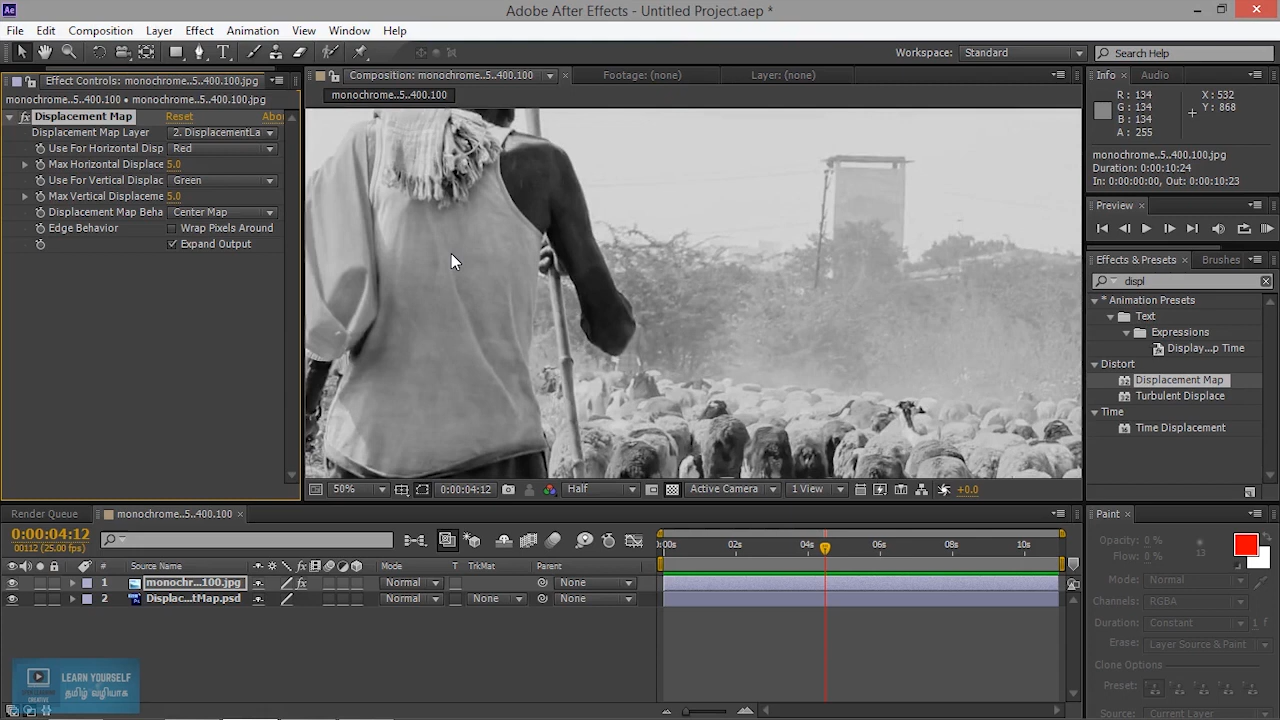 Ae
Adobe After Effects - Untitled Project.aep *
File Edit Composition Layer Effect Animation View Window Help
Workspace: Standard
Search Help
Effect Controls: monochrome..5..400.100.jpg
monochrome..5..400.100 • monochrome..5..400.100.jpg
fx Displacement Map Reset Abo
Displacement Map Layer 2. DisplacementLa
Use For Horizontal Disp Red
Max Horizontal Displace 5.0
Use For Vertical Displac Green
Max Vertical Displaceme 5.0
Displacement Map Beha Center Map
Edge Behavior Wrap Pixels Around
Expand Output
Composition: monochrome..5..400.100
Footage: (none)
Layer: (none)
monochrome..5..400.100
50% 0:00:04:12 Half Active Camera 1 View +0.0
Info Audio
R : 134
G : 134
B : 134
A : 255
X : 532
Y : 868
monochrome..5..400.100.jpg
Duration: 0:00:10:24
In: 0:00:00:00, Out: 0:00:10:23
Preview
Effects & Presets Brushes
displ
* Animation Presets
Text
Expressions
Display...p Time
Distort
Displacement Map
Turbulent Displace
Time
Time Displacement
Render Queue monochrome..5..400.100
0:00:04:12
00112 (25.00 fps)
# Source Name Mode T TrkMat Parent
1 monochr...100.jpg Normal None
2 Displac...tMap.psd Normal None None
:00s 02s 04s 06s 08s 10s
Paint
Opacity: 0 %
Flow: 0 %
13
Mode: Normal
Channels: RGBA
Duration: Constant 1 f
Erase: Layer Source & Paint
Clone Options
Preset:
Source: Current Layer
LEARN YOURSELF
தமிழ் வழியாக
CREATIVE